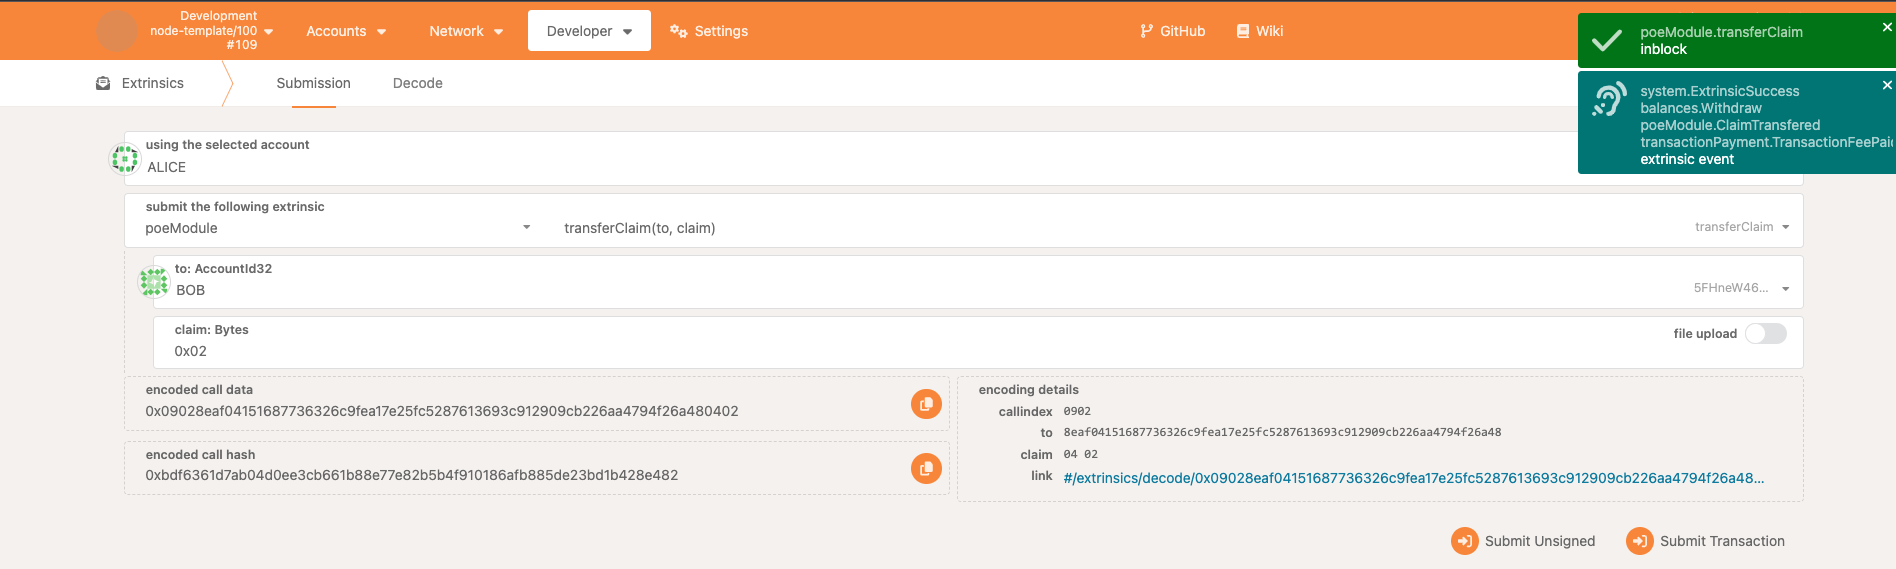 Development
node-template/100
#109
Accounts
Network
Developer
Settings
GitHub
Wiki
poeModule.transferClaim
inblock
system.ExtrinsicSuccess
balances.Withdraw
poeModule.ClaimTransfered
transactionPayment.TransactionFeePaid
extrinsic event
Extrinsics
Submission
Decode
using the selected account
ALICE
submit the following extrinsic
poeModule
transferClaim(to, claim)
transferClaim
to: AccountId32
BOB
5FHneW46...
claim: Bytes
0x02
file upload
encoded call data
0x09028eaf04151687736326c9fea17e25fc5287613693c912909cb226aa4794f26a480402
encoded call hash
0xbdf6361d7ab04d0ee3cb661b88e77e82b5b4f910186afb885de23bd1b428e482
encoding details
callindex 0902
to 8eaf04151687736326c9fea17e25fc5287613693c912909cb226aa4794f26a48
claim 04 02
link #/extrinsics/decode/0x09028eaf04151687736326c9fea17e25fc5287613693c912909cb226aa4794f26a48...
Submit Unsigned
Submit Transaction